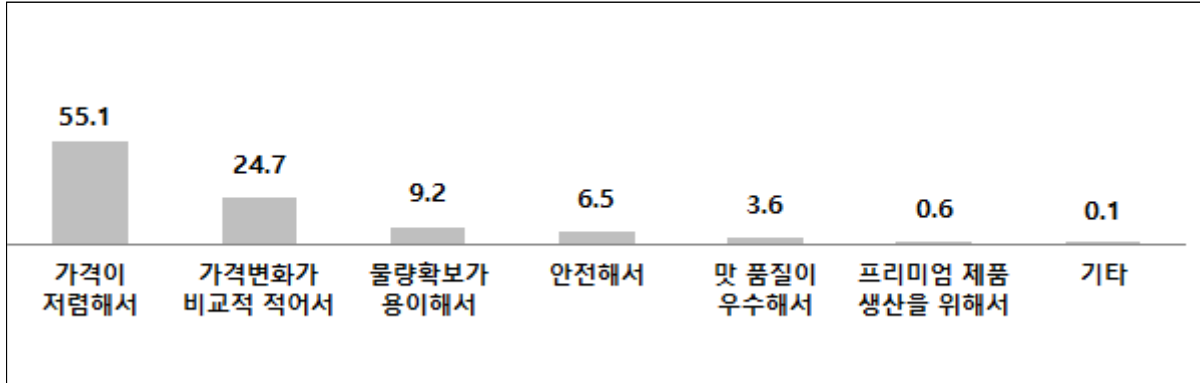 55.1
24.7
9.2
6.5
3.6
0.6
0.1
가격이
저렴해서
가격변화가
비교적 적어서
물량확보가
용이해서
안전해서
맛 품질이
우수해서
프리미엄 제품
생산을 위해서
기타